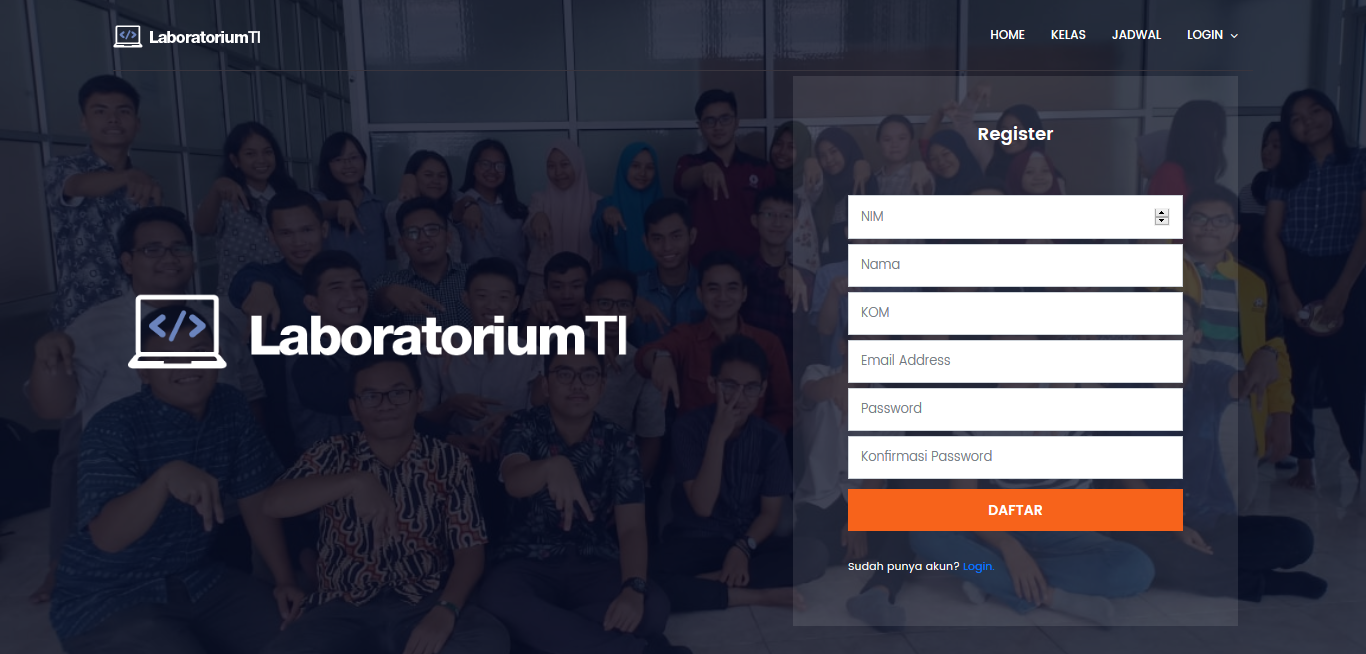 </> LaboratoriumTI
HOME KELAS JADWAL LOGIN
Register
NIM
Nama
KOM
Email Address
Password
Konfirmasi Password
DAFTAR
Sudah punya akun? Login.
</> LaboratoriumTI